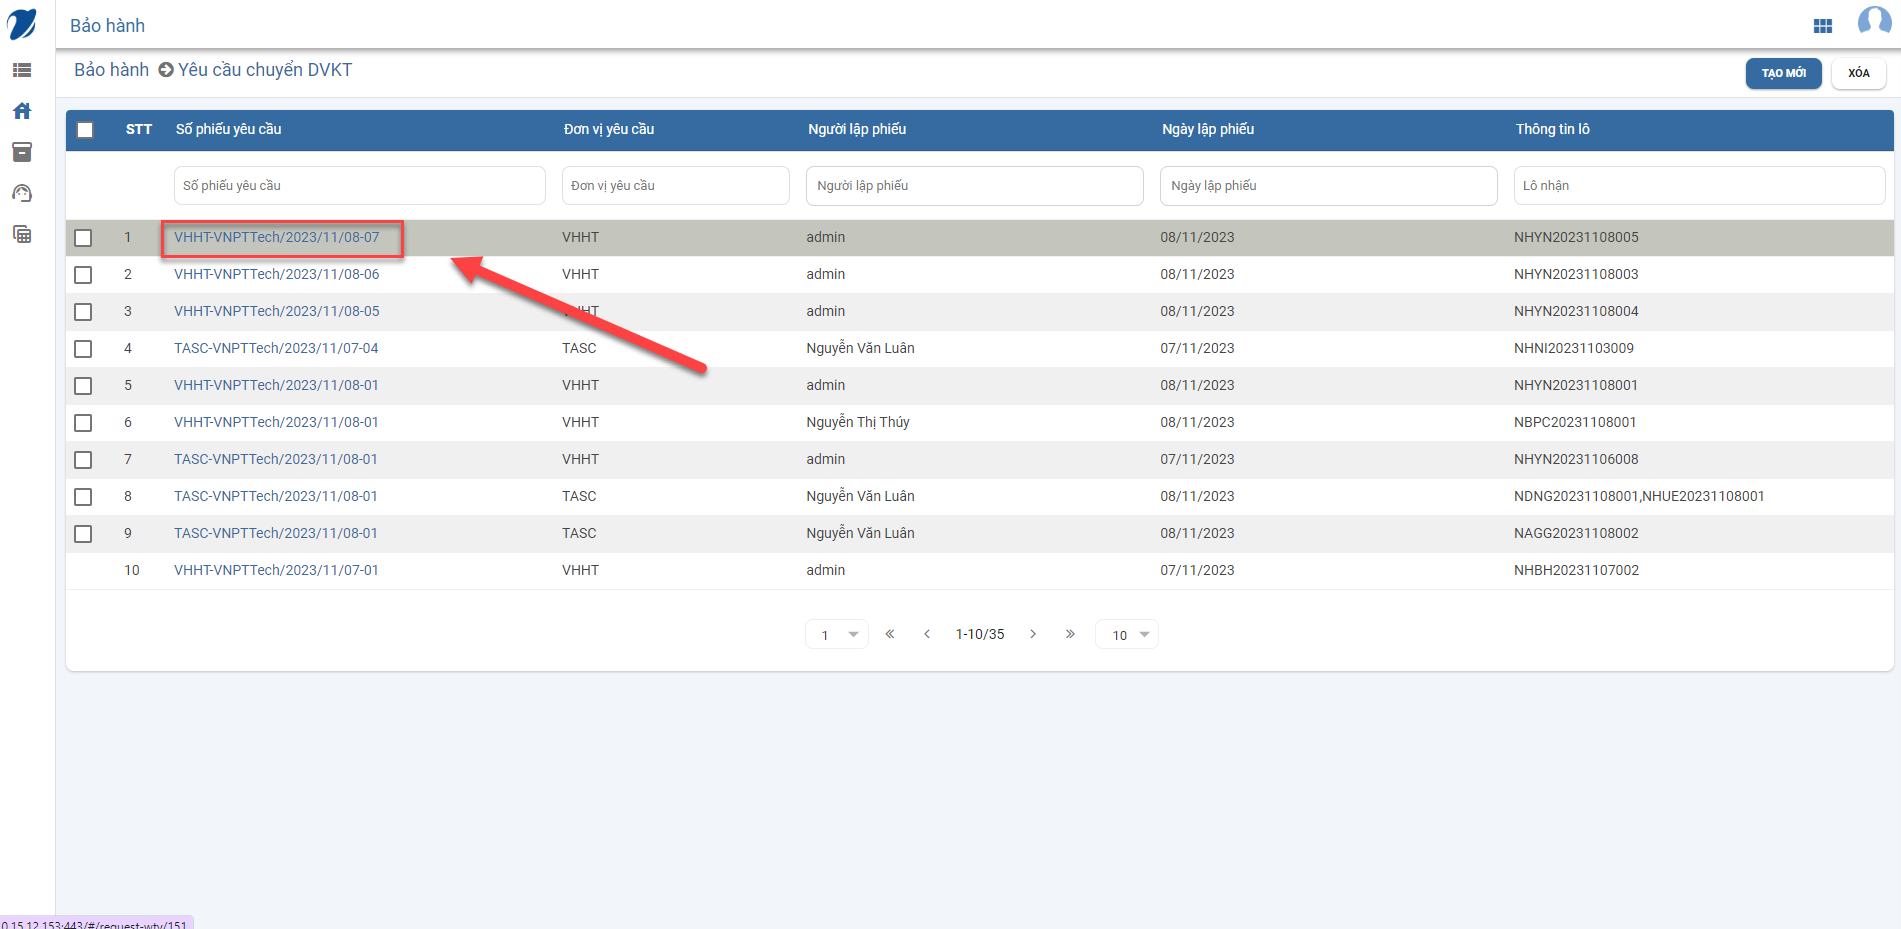 Bảo hành
Bảo hành Yêu cầu chuyển DVKT
TẠO MỚI XÓA
STT Số phiếu yêu cầu Đơn vị yêu cầu Người lập phiếu Ngày lập phiếu Thông tin lô
Số phiếu yêu cầu Đơn vị yêu cầu Người lập phiếu Ngày lập phiếu Lô nhận
1 VHHT-VNPTTech/2023/11/08-07 VHHT admin 08/11/2023 NHYN20231108005
2 VHHT-VNPTTech/2023/11/08-06 VHHT admin 08/11/2023 NHYN20231108003
3 VHHT-VNPTTech/2023/11/08-05 VHHT admin 08/11/2023 NHYN20231108004
4 TASC-VNPTTech/2023/11/07-04 TASC Nguyễn Văn Luân 07/11/2023 NHNI20231103009
5 VHHT-VNPTTech/2023/11/08-01 VHHT admin 08/11/2023 NHYN20231108001
6 VHHT-VNPTTech/2023/11/08-01 VHHT Nguyễn Thị Thúy 08/11/2023 NBPC20231108001
7 TASC-VNPTTech/2023/11/08-01 VHHT admin 07/11/2023 NHYN20231106008
8 TASC-VNPTTech/2023/11/08-01 TASC Nguyễn Văn Luân 08/11/2023 NDNG20231108001,NHUE20231108001
9 TASC-VNPTTech/2023/11/08-01 TASC Nguyễn Văn Luân 08/11/2023 NAGG20231108002
10 VHHT-VNPTTech/2023/11/07-01 VHHT admin 07/11/2023 NHBH20231107002
1 « ‹ 1-10/35 › » 10
0.15.12.153:443/#/request-wty/151